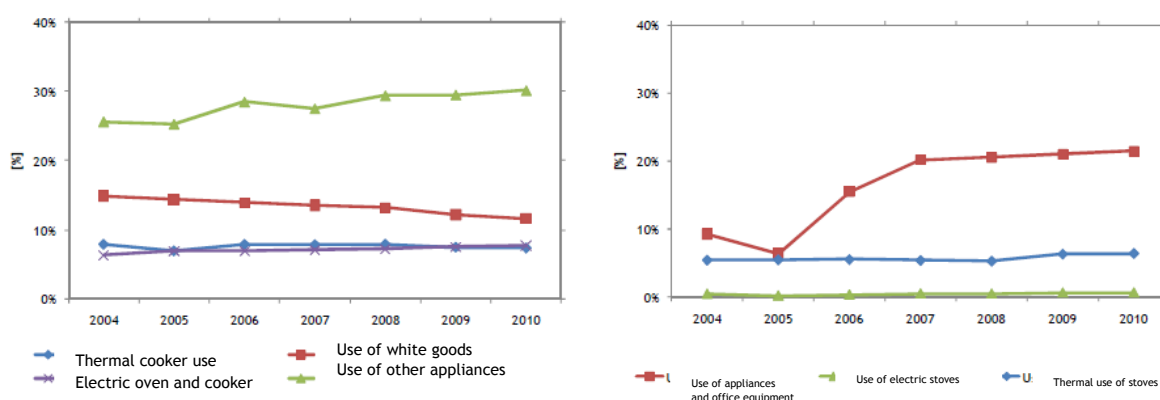 40%
30%
20%
10%
0%
[%]
2004 2005 2006 2007 2008 2009 2010
Thermal cooker use
Use of white goods
Electric oven and cooker
Use of other appliances
40%
30%
20%
10%
0%
[%]
2004 2005 2006 2007 2008 2009 2010
Use of appliances
and office equipment
Use of electric stoves
U
Thermal use of stoves